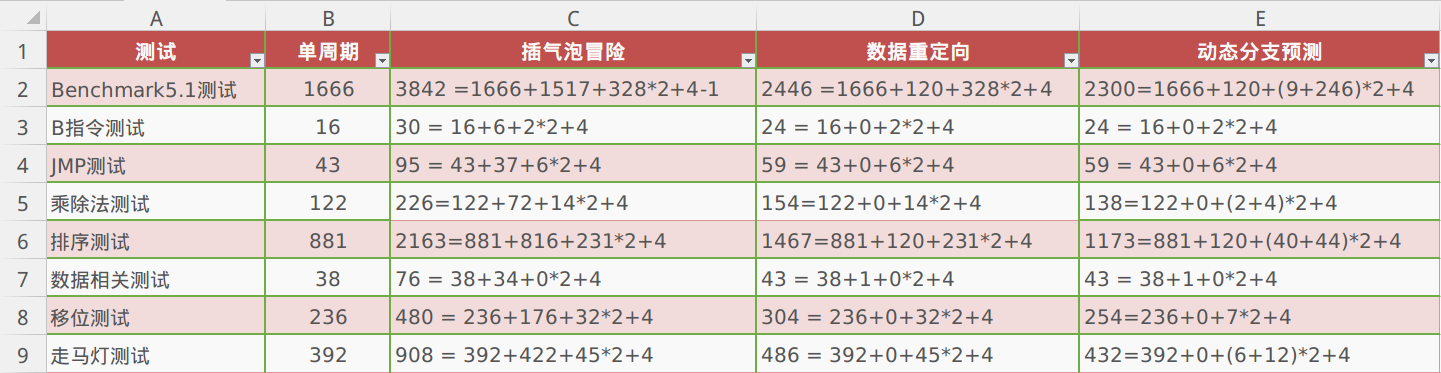 A B C D E
1 测试 单周期 插气泡冒险 数据重定向 动态分支预测
2 Benchmark5.1测试 1666 3842 =1666+1517+328*2+4-1 2446 =1666+120+328*2+4 2300=1666+120+(9+246)*2+4
3 B指令测试 16 30 = 16+6+2*2+4 24 = 16+0+2*2+4 24 = 16+0+2*2+4
4 JMP测试 43 95 = 43+37+6*2+4 59 = 43+0+6*2+4 59 = 43+0+6*2+4
5 乘除法测试 122 226=122+72+14*2+4 154=122+0+14*2+4 138=122+0+(2+4)*2+4
6 排序测试 881 2163=881+816+231*2+4 1467=881+120+231*2+4 1173=881+120+(40+44)*2+4
7 数据相关测试 38 76 = 38+34+0*2+4 43 = 38+1+0*2+4 43 = 38+1+0*2+4
8 移位测试 236 480 = 236+176+32*2+4 304 = 236+0+32*2+4 254=236+0+7*2+4
9 走马灯测试 392 908 = 392+422+45*2+4 486 = 392+0+45*2+4 432=392+0+(6+12)*2+4